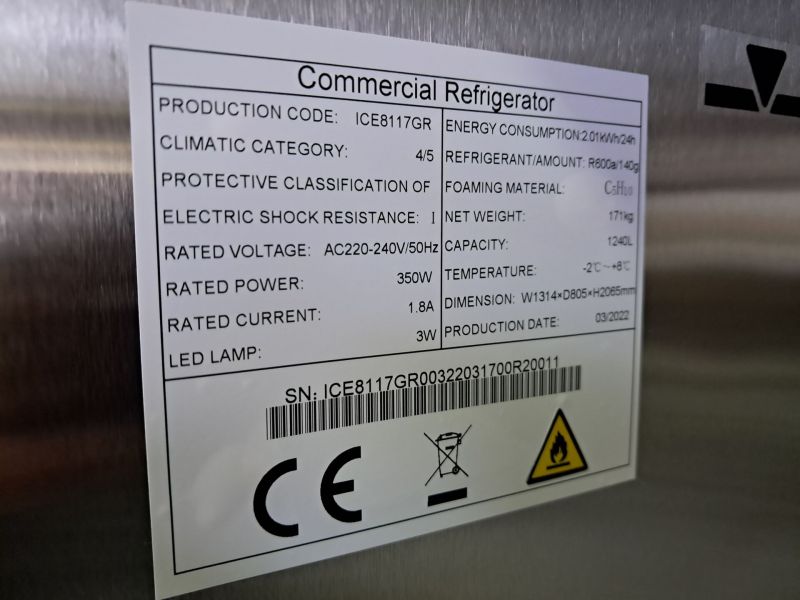 Commercial Refrigerator
PRODUCTION CODE: ICE8117GR
CLIMATIC CATEGORY: 4/5
PROTECTIVE CLASSIFICATION OF
ELECTRIC SHOCK RESISTANCE: I
RATED VOLTAGE: AC220-240V/50Hz
RATED POWER: 350W
RATED CURRENT: 1.8A
LED LAMP: 3W
ENERGY CONSUMPTION:2.01kWh/24h
REFRIGERANT/AMOUNT: R600a/140g
FOAMING MATERIAL: C₅H₁₀
NET WEIGHT: 171kg
CAPACITY: 1240L
TEMPERATURE: -2℃～+8℃
DIMENSION: W1314×D805×H2065mm
PRODUCTION DATE: 03/2022
SN: ICE8117GR00322031700R20011
CE